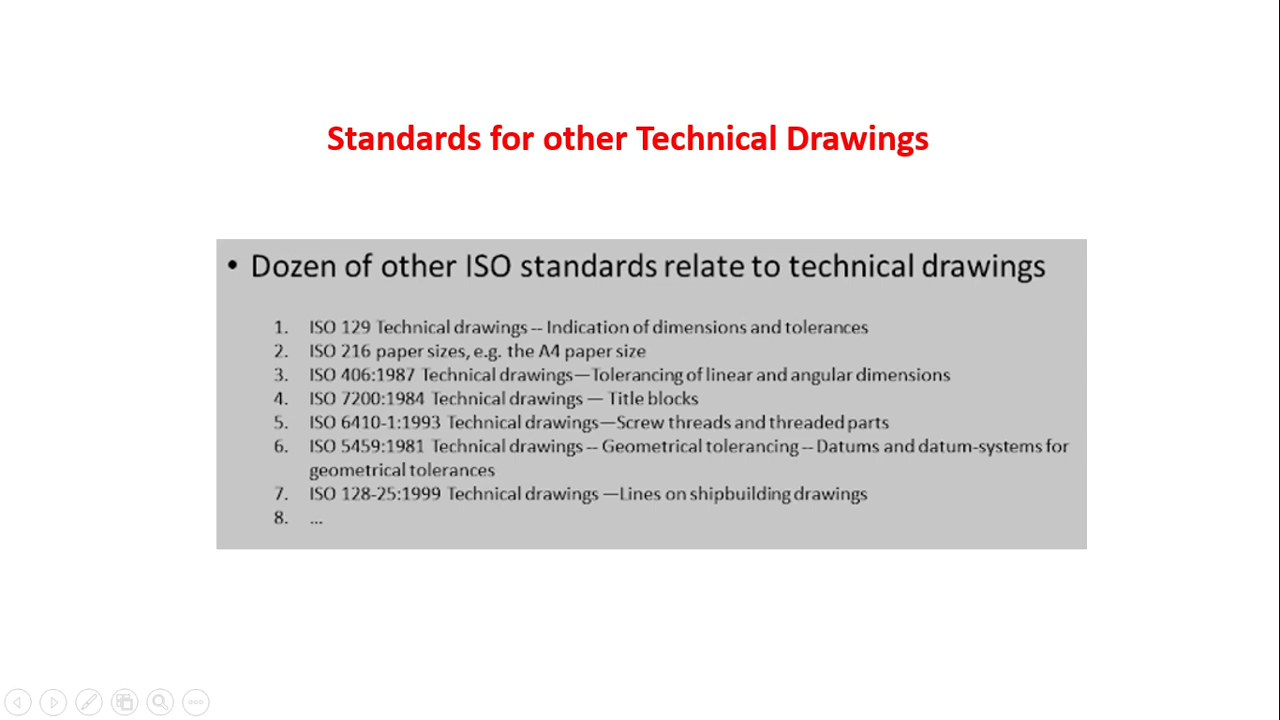 Standards for other Technical Drawings
• Dozen of other ISO standards relate to technical drawings
1. ISO 129 Technical drawings -- Indication of dimensions and tolerances
2. ISO 216 paper sizes, e.g. the A4 paper size
3. ISO 406:1987 Technical drawings—Tolerancing of linear and angular dimensions
4. ISO 7200:1984 Technical drawings — Title blocks
5. ISO 6410-1:1993 Technical drawings—Screw threads and threaded parts
6. ISO 5459:1981 Technical drawings -- Geometrical tolerancing -- Datums and datum-systems for
geometrical tolerances
7. ISO 128-25:1999 Technical drawings —Lines on shipbuilding drawings
8. ...